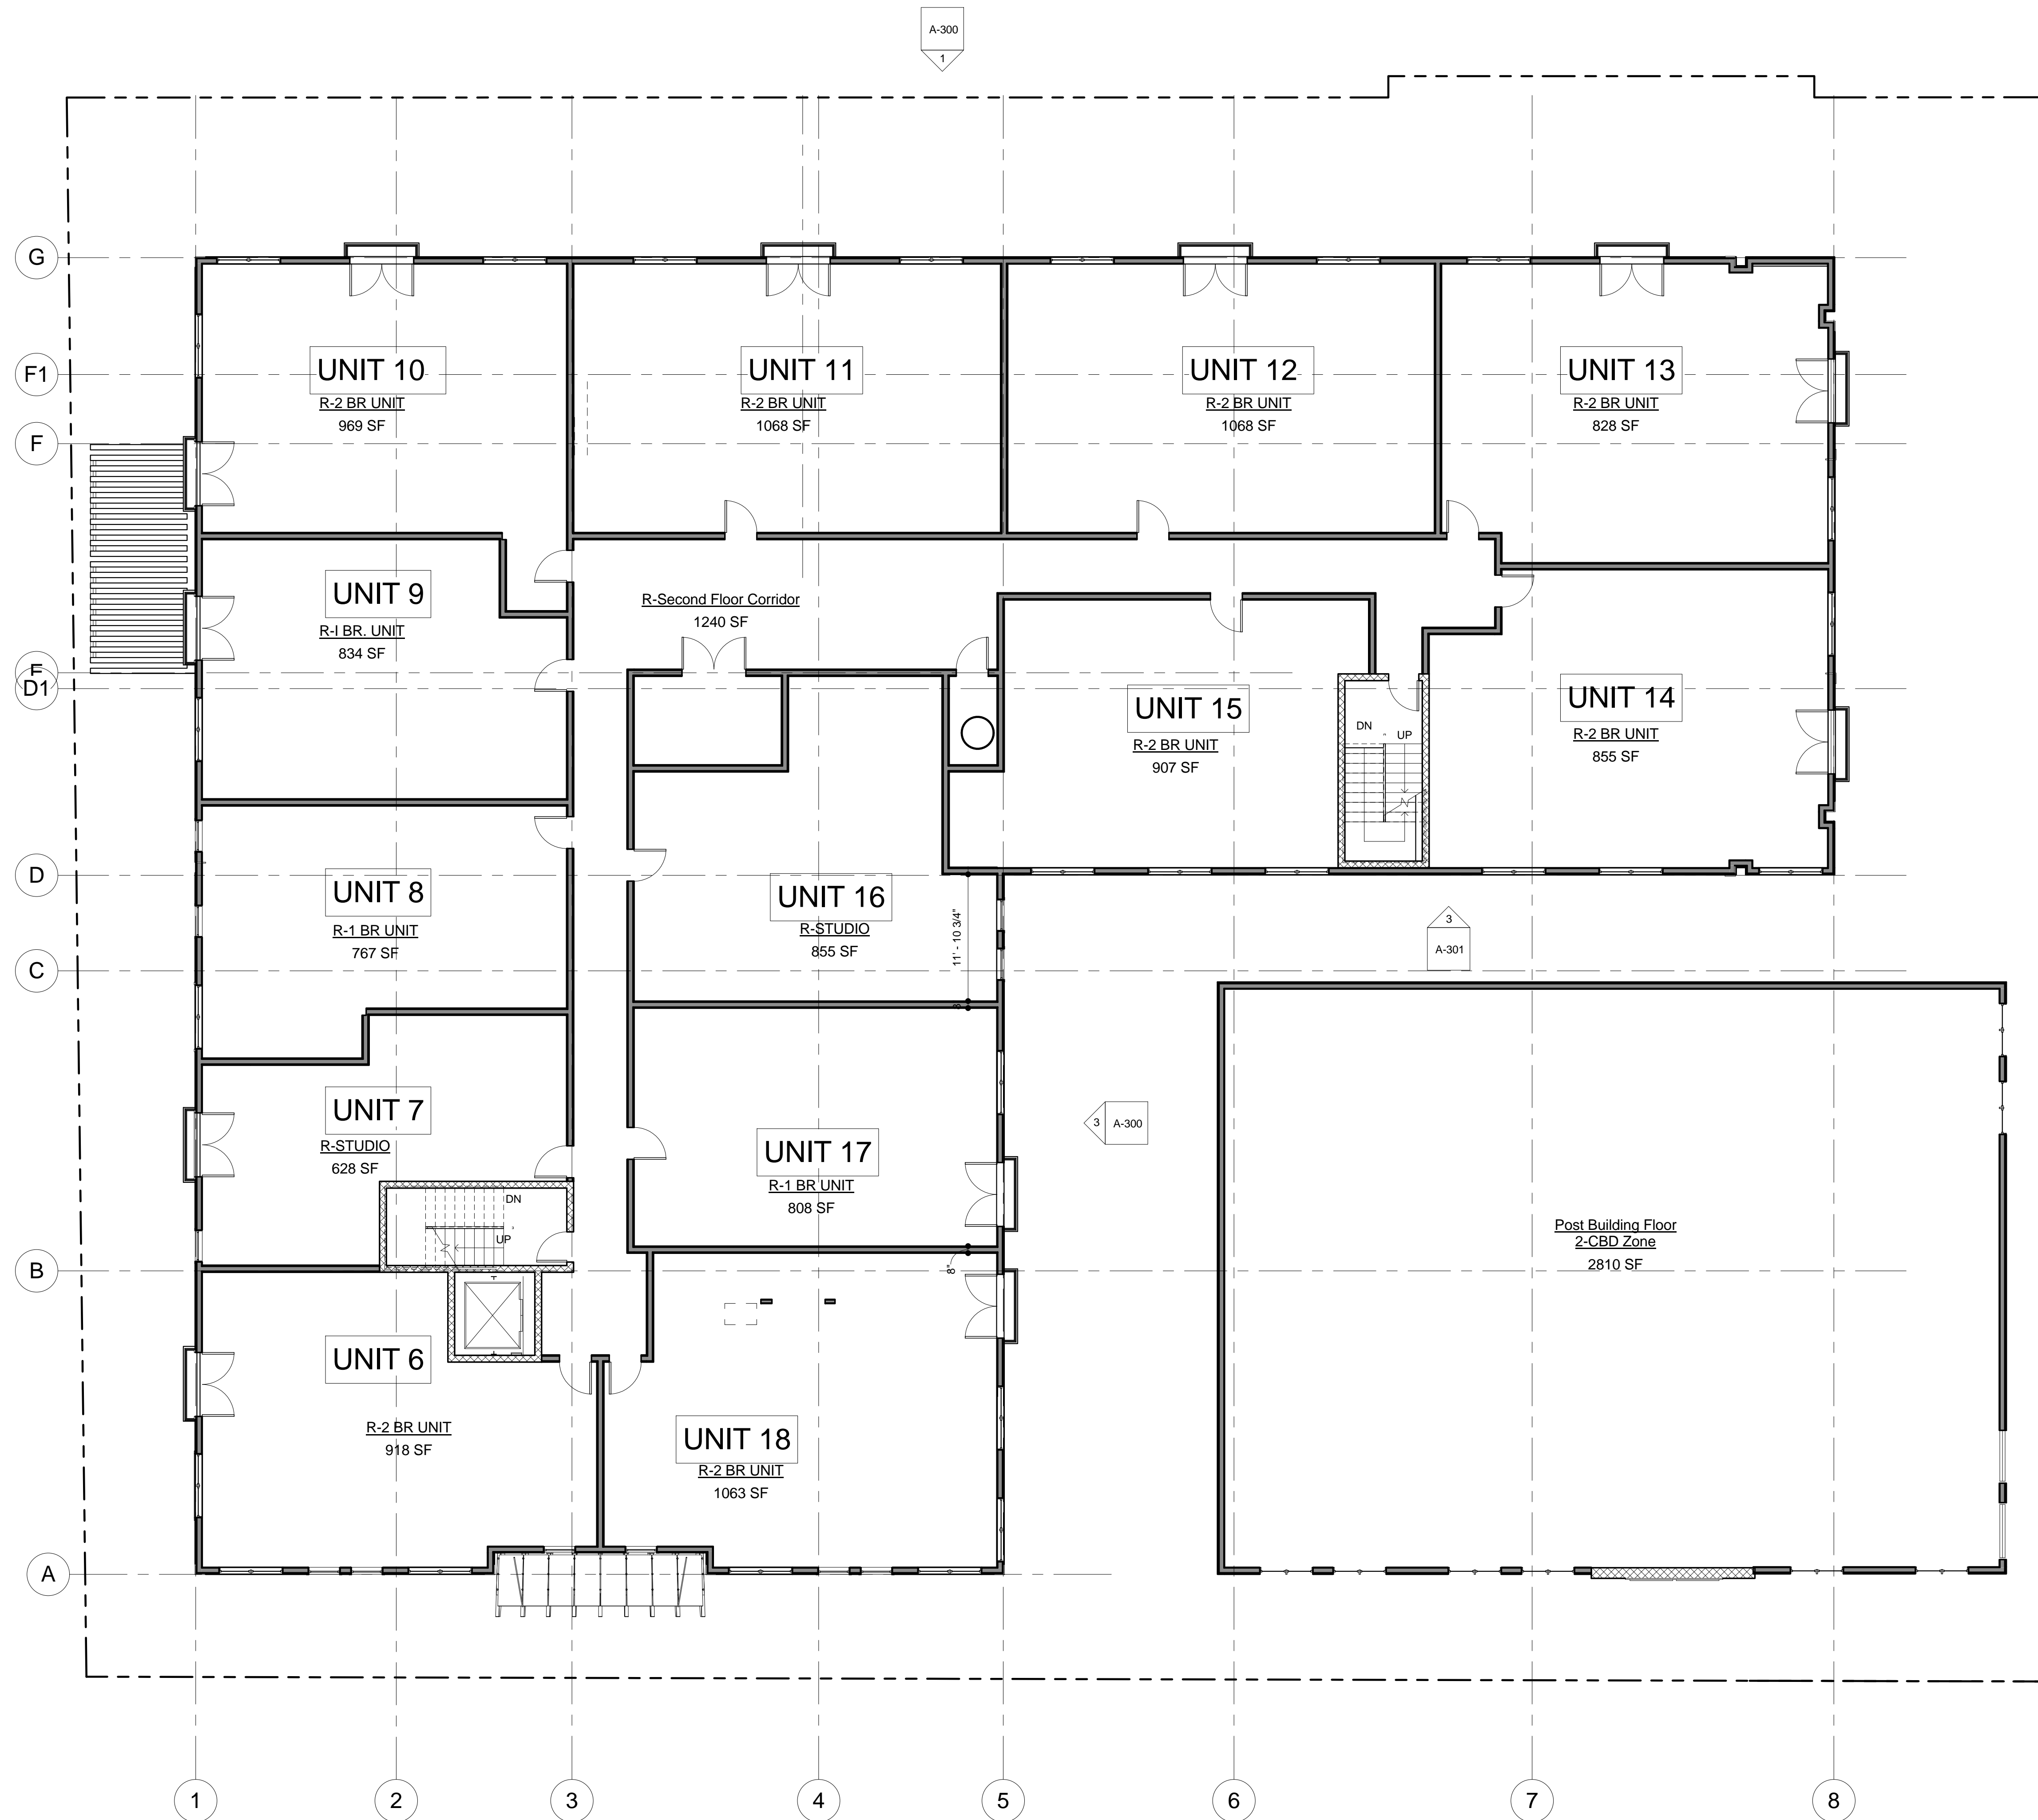 A-300
1
G
UNIT 10
R-2 BR UNIT
969 SF
UNIT 11
R-2 BR UNIT
1068 SF
UNIT 12
R-2 BR UNIT
1068 SF
UNIT 13
R-2 BR UNIT
828 SF
F1
F
UNIT 9
R-I BR. UNIT
834 SF
R-Second Floor Corridor
1240 SF
D1
UNIT 15
R-2 BR UNIT
907 SF
DN
UP
UNIT 14
R-2 BR UNIT
855 SF
D
UNIT 8
R-1 BR UNIT
767 SF
UNIT 16
R-STUDIO
855 SF
11' - 10 3/4"
3
A-301
C
UNIT 7
R-STUDIO
628 SF
UNIT 17
R-1 BR UNIT
808 SF
3
A-300
DN
UP
Post Building Floor
2-CBD Zone
2810 SF
B
8"
UNIT 6
R-2 BR UNIT
918 SF
UNIT 18
R-2 BR UNIT
1063 SF
A
1
2
3
4
5
6
7
8